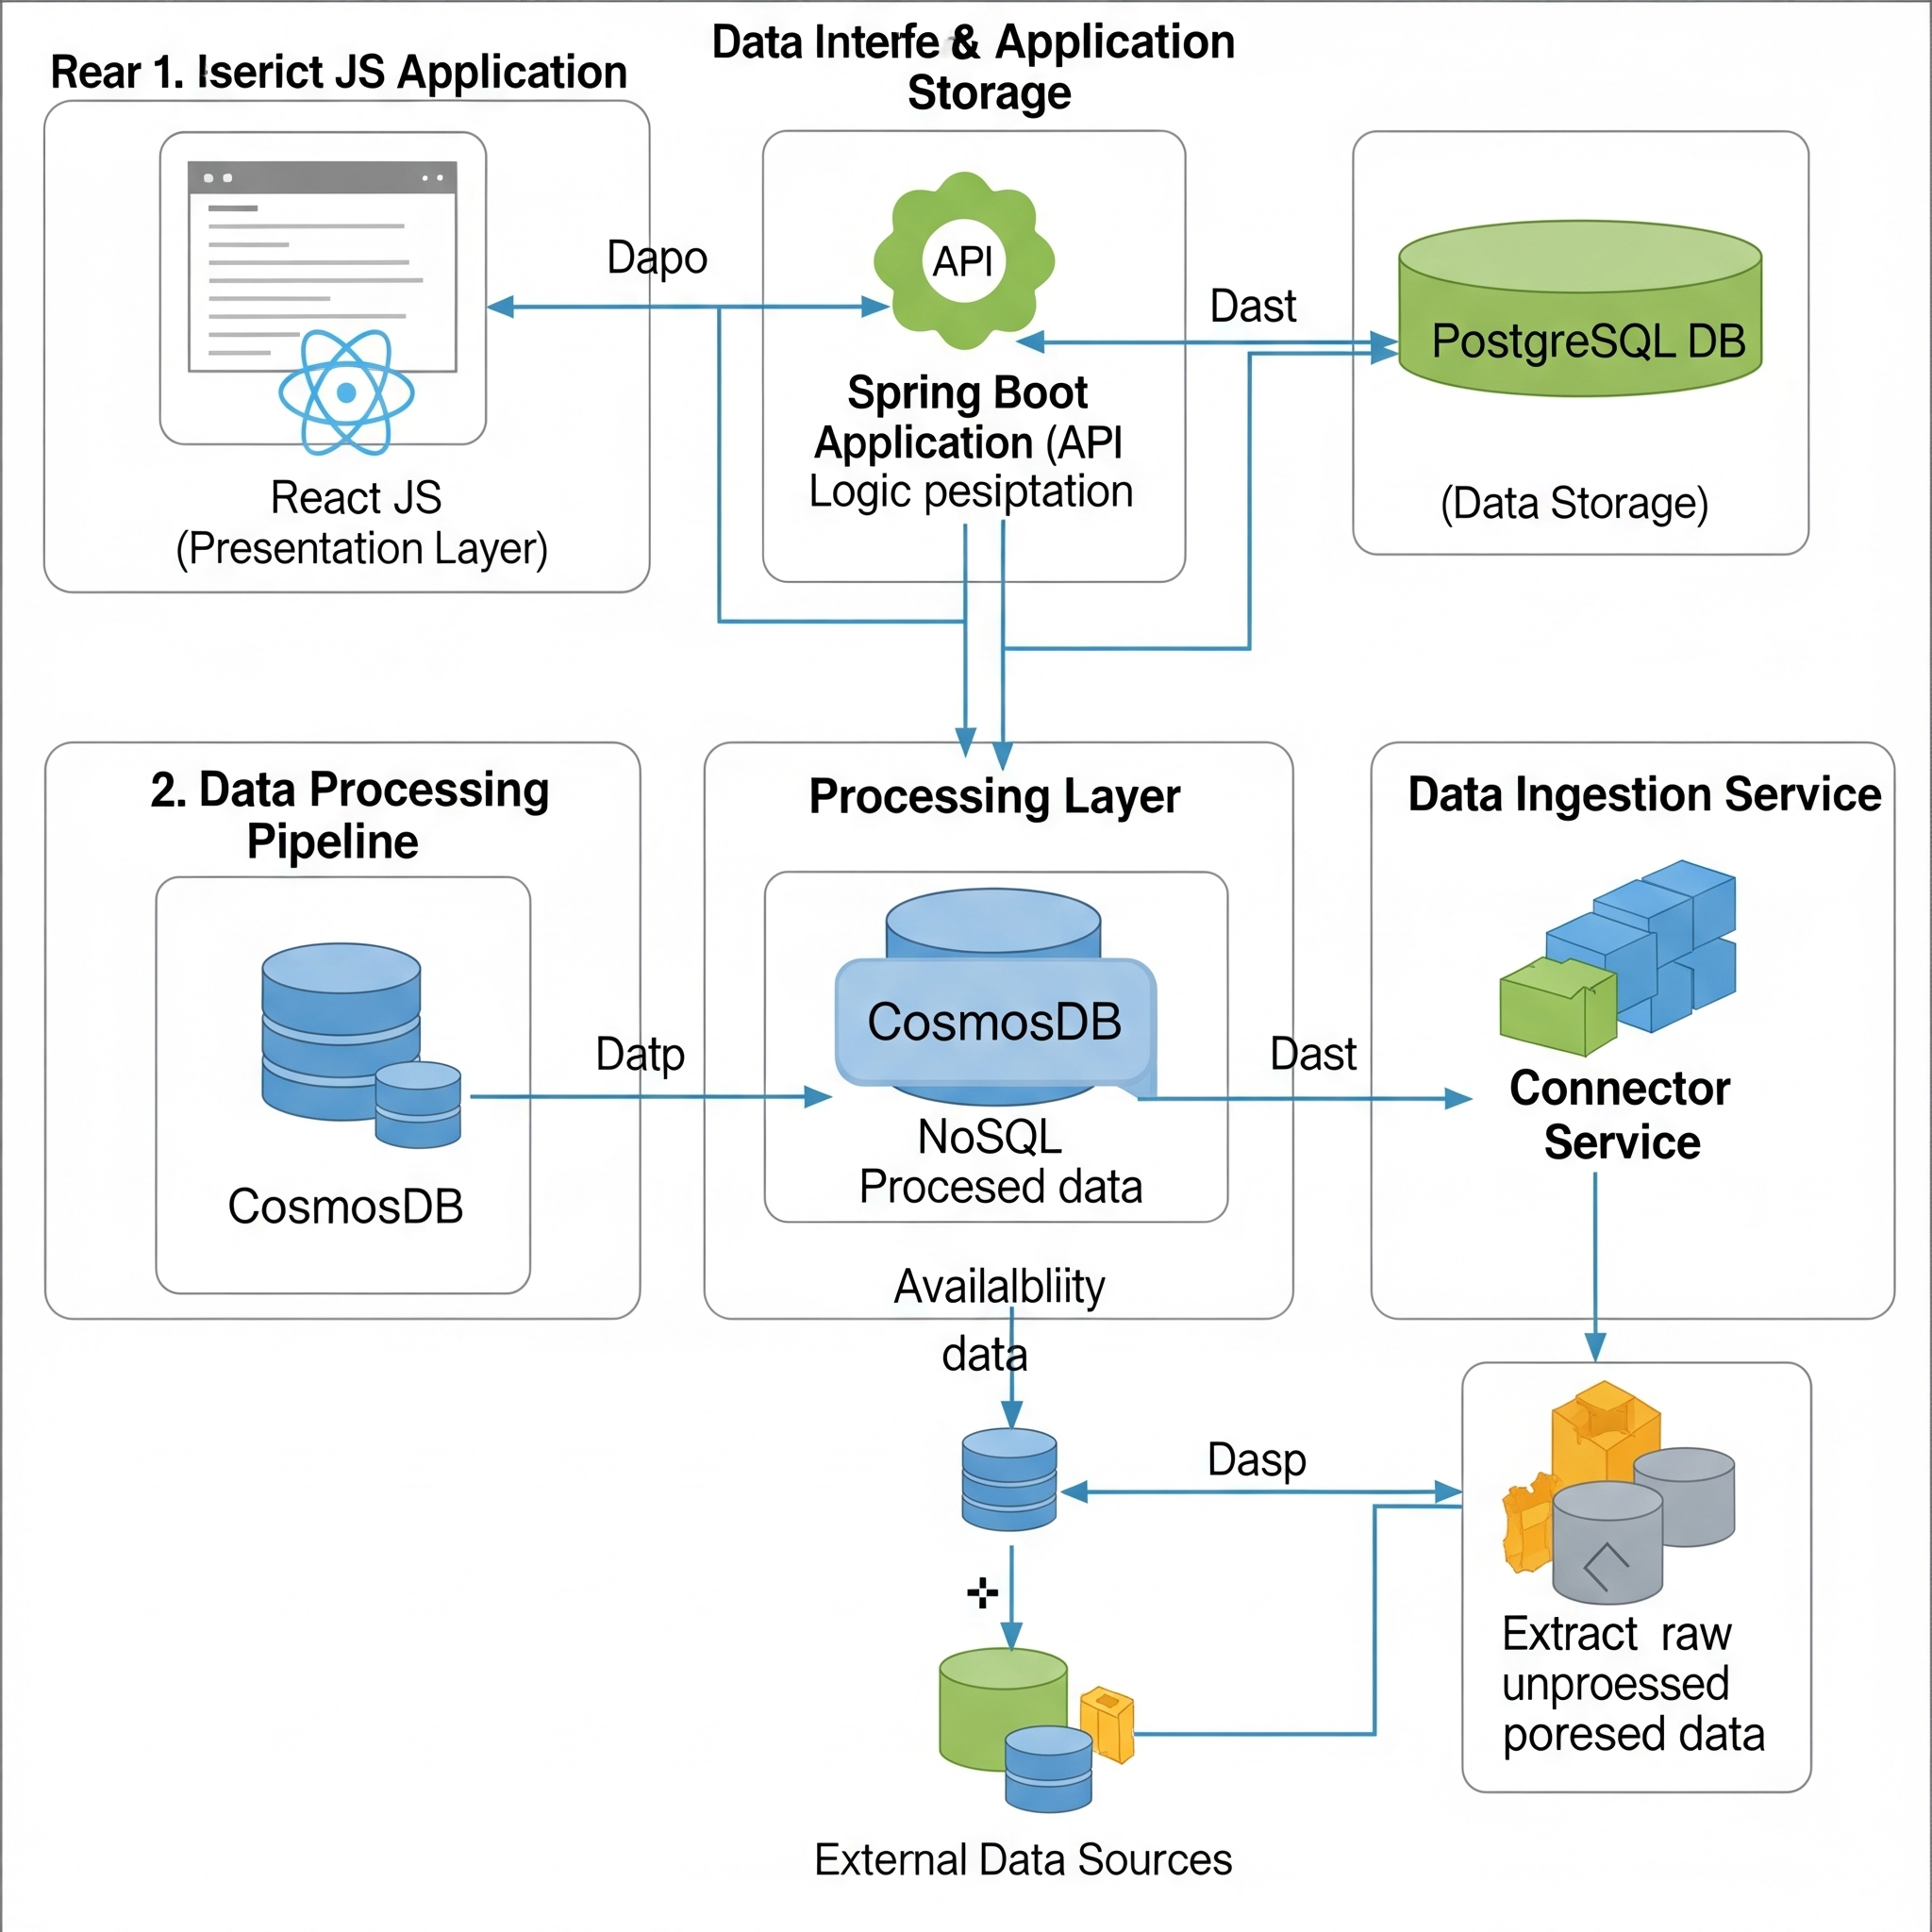 Rear 1. Iserict JS Application
Data Interfe & Application
Storage
Dapo
API
Dast
PostgreSQL DB
Spring Boot
Application (API
Logic pesiptation
React JS
(Presentation Layer)
(Data Storage)
2. Data Processing
Pipeline
Processing Layer
Data Ingestion Service
CosmosDB
Datp
Dast
Connector
Service
NoSQL
Procesed data
CosmosDB
Availalbliity
data
Dasp
Extract raw
unproessed
poresed data
External Data Sources